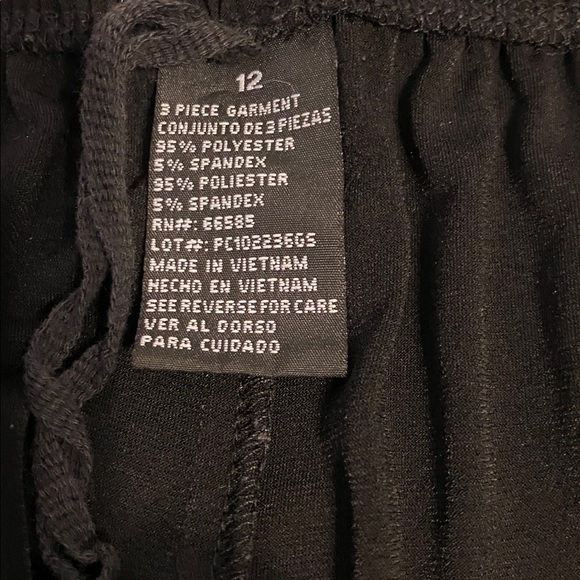 12
3 PIECE GARMENT
CONJUNTO DE 3 PIEZAS
95% POLYESTER
5% SPANDEX
95% POLIESTER
5% SPANDEX
RN#: 66585
LOT#: PC102236GS
MADE IN VIETNAM
HECHO EN VIETNAM
SEE REVERSE FOR CARE
VER AL DORSO
PARA CUIDADO